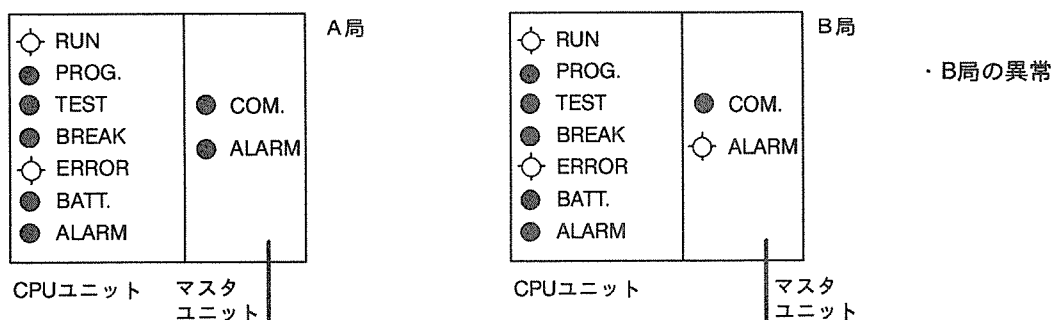 A局
RUN
PROG.
TEST
BREAK
ERROR
BATT.
ALARM
COM.
ALARM
CPUユニット
マスタ
ユニット
B局
RUN
PROG.
TEST
BREAK
ERROR
BATT.
ALARM
COM.
ALARM
CPUユニット
マスタ
ユニット
・B局の異常